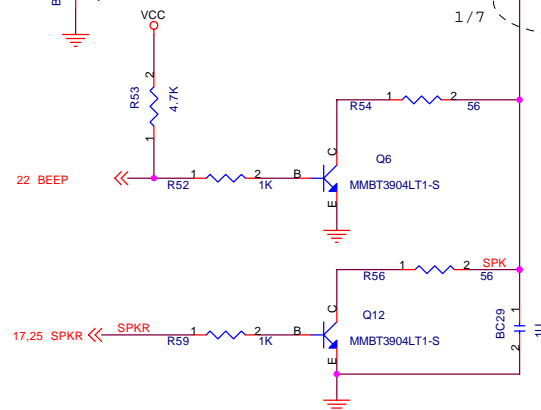 B
1/7
VCC
2
R53
4.7K
1
1
2
R54
56
C
Q6
22 BEEP
1
2
B
R52
1K
MMBT3904LT1-S
E
1
2
SPK
R56
56
C
Q12
1
BC29
1U
17,25 SPKR
SPKR
1
2
B
R59
1K
MMBT3904LT1-S
2
E